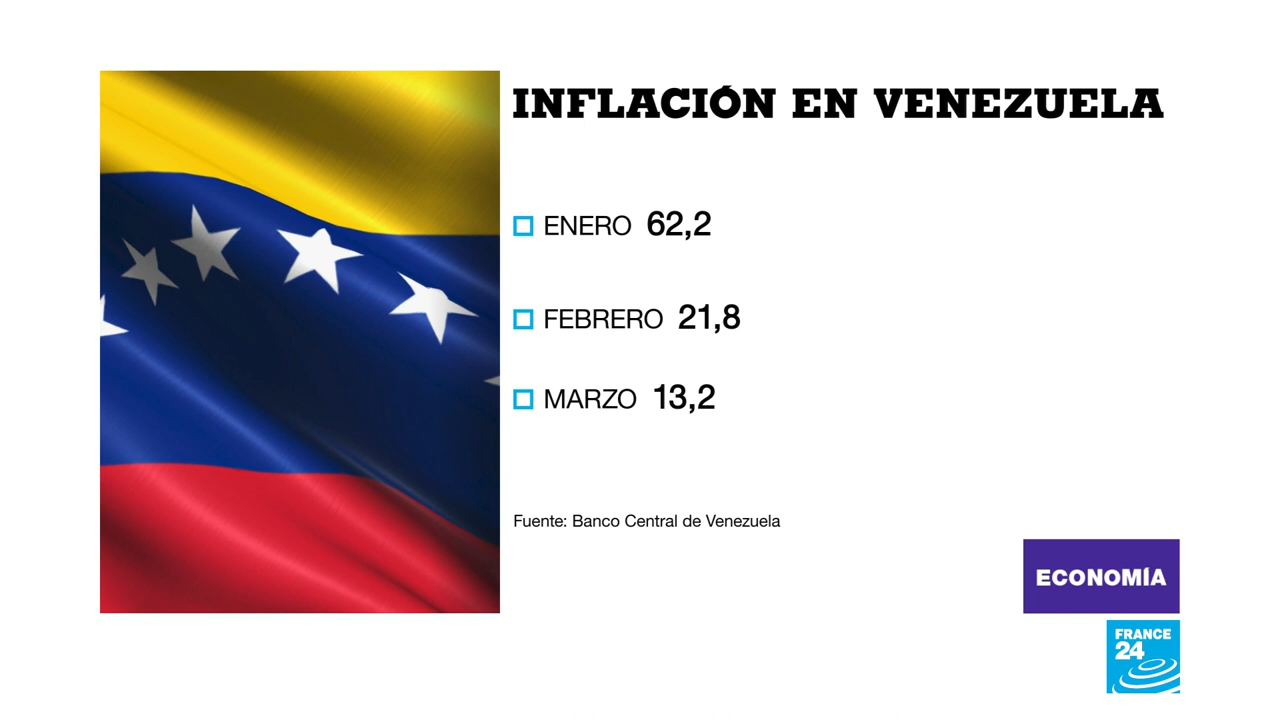 INFLACIÓN EN VENEZUELA
ENERO 62,2
FEBRERO 21,8
MARZO 13,2
Fuente: Banco Central de Venezuela
ECONOMÍA
FRANCE
24